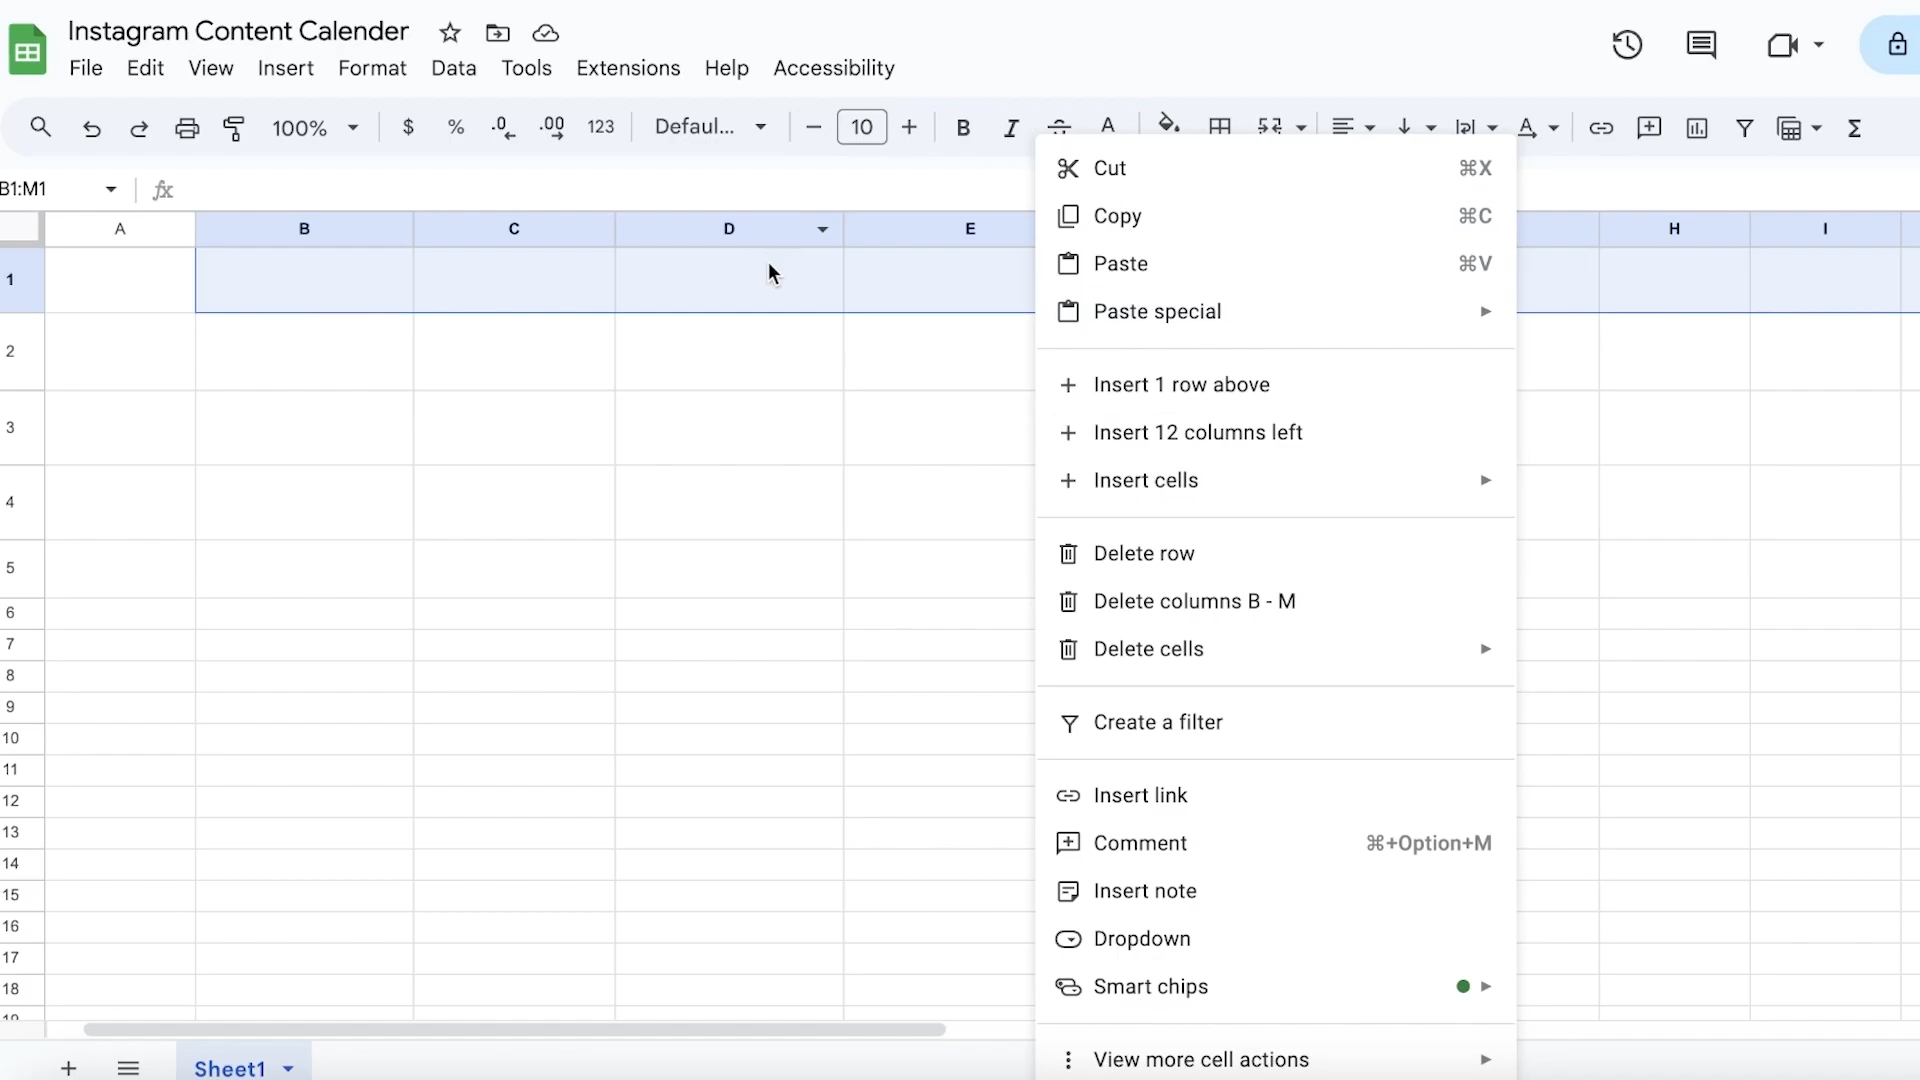 Instagram Content Calender
File Edit View Insert Format Data Tools Extensions Help Accessibility
100% $ % .0 .00 123 Defaul... 10 B I A A Σ
B1:M1 fx
A B C D E H I
1
2
3
4
5
6
7
8
9
10
11
12
13
14
15
16
17
18
Cut ⌘X
Copy ⌘C
Paste ⌘V
Paste special
Insert 1 row above
Insert 12 columns left
Insert cells
Delete row
Delete columns B - M
Delete cells
Create a filter
Insert link
Comment ⌘+Option+M
Insert note
Dropdown
Smart chips
View more cell actions
Sheet1